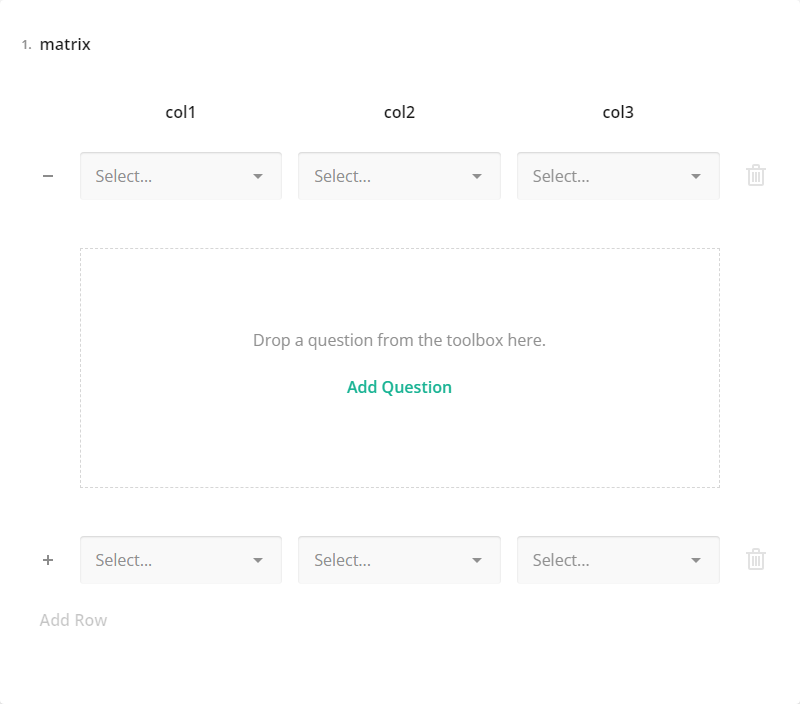 1. matrix
col1 col2 col3
Select... Select... Select...
Drop a question from the toolbox here.
Add Question
Select... Select... Select...
Add Row